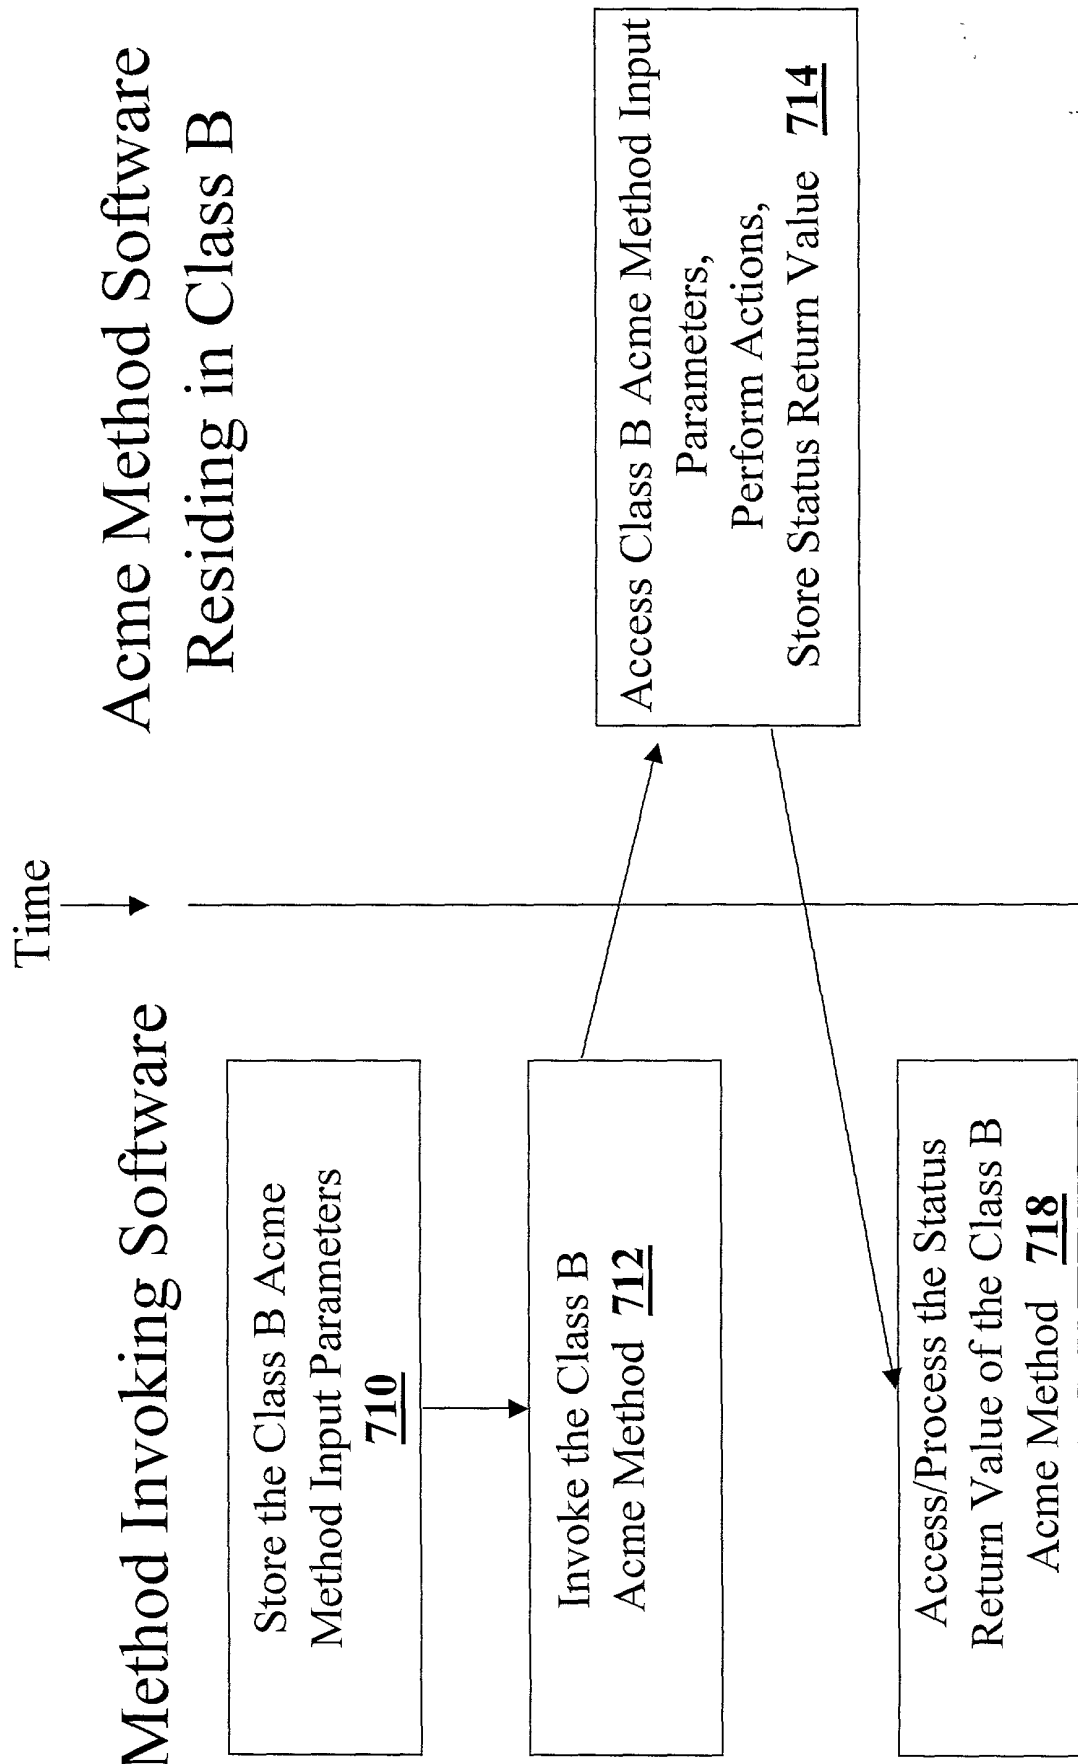 Time
Method Invoking Software
Acme Method Software
Residing in Class B
Store the Class B Acme
Method Input Parameters
710
Invoke the Class B
Acme Method 712
Access Class B Acme Method Input
Parameters,
Perform Actions,
Store Status Return Value 714
Access/Process the Status
Return Value of the Class B
Acme Method 718